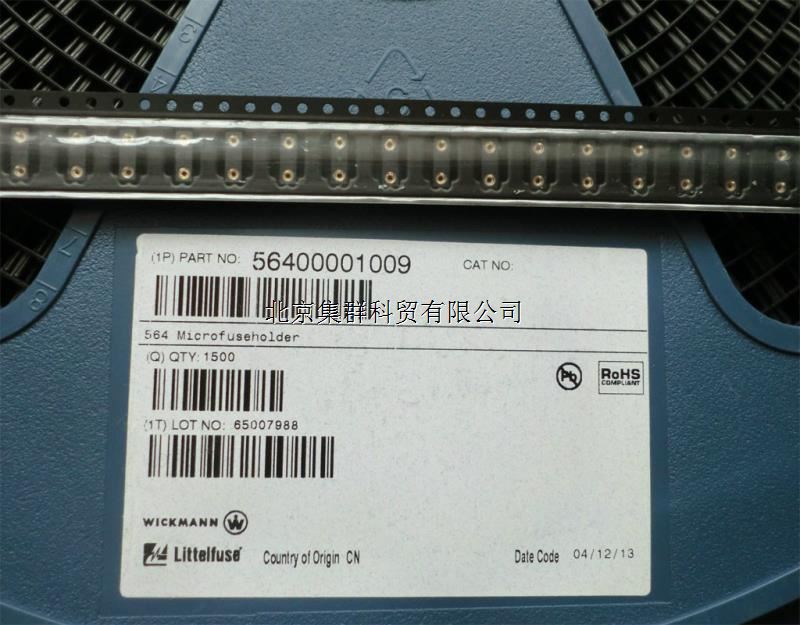 (1P) PART NO: 56400001009 CAT NO:
北京集群科贸有限公司
564 Microfuseholder
(Q) QTY: 1500
Pb RoHS
COMPLIANT
(1T) LOT NO: 65007988
WICKMANN W
Littelfuse Country of Origin CN Date Code 04/12/13